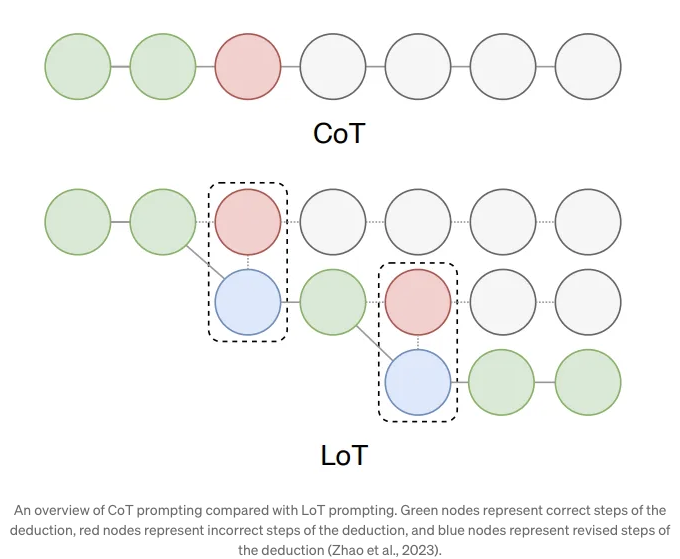 CoT
LoT
An overview of CoT prompting compared with LoT prompting. Green nodes represent correct steps of the
deduction, red nodes represent incorrect steps of the deduction, and blue nodes represent revised steps of
the deduction (Zhao et al., 2023).